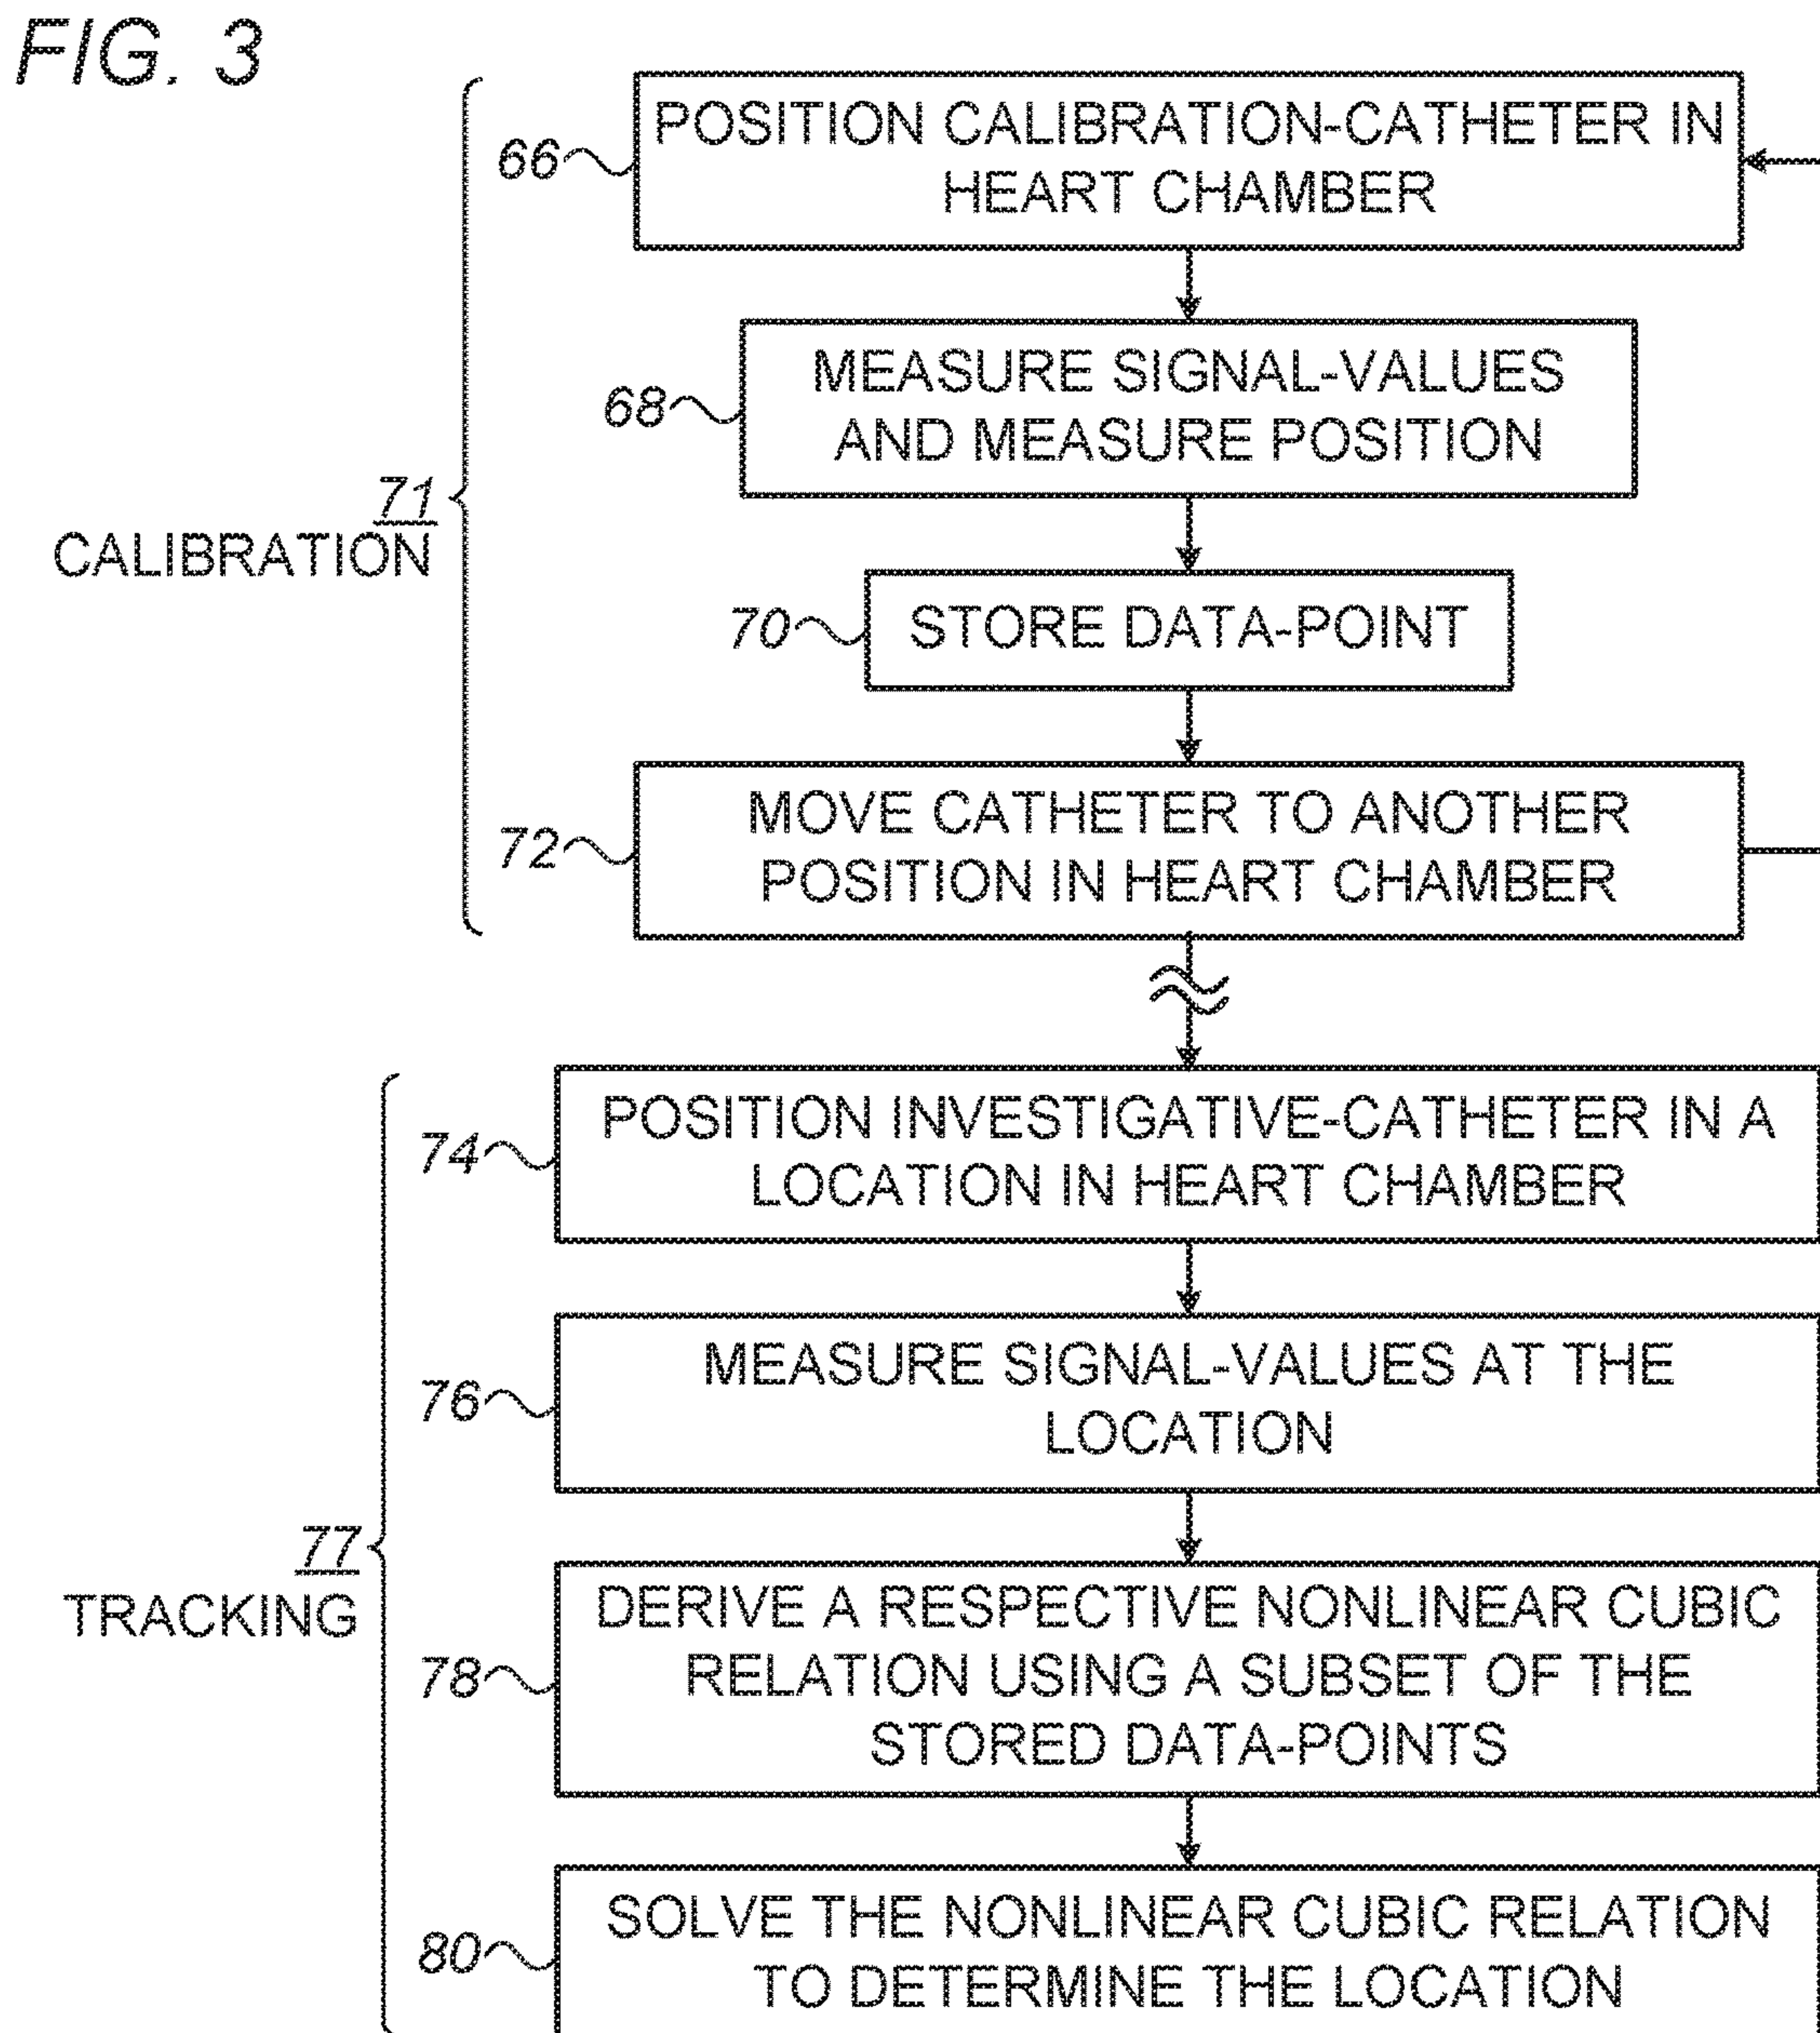 FIG. 3
66
POSITION CALIBRATION-CATHETER IN
HEART CHAMBER
68
MEASURE SIGNAL-VALUES
AND MEASURE POSITION
71
CALIBRATION
70
STORE DATA-POINT
72
MOVE CATHETER TO ANOTHER
POSITION IN HEART CHAMBER
74
POSITION INVESTIGATIVE-CATHETER IN A
LOCATION IN HEART CHAMBER
76
MEASURE SIGNAL-VALUES AT THE
LOCATION
77
TRACKING
78
DERIVE A RESPECTIVE NONLINEAR CUBIC
RELATION USING A SUBSET OF THE
STORED DATA-POINTS
80
SOLVE THE NONLINEAR CUBIC RELATION
TO DETERMINE THE LOCATION